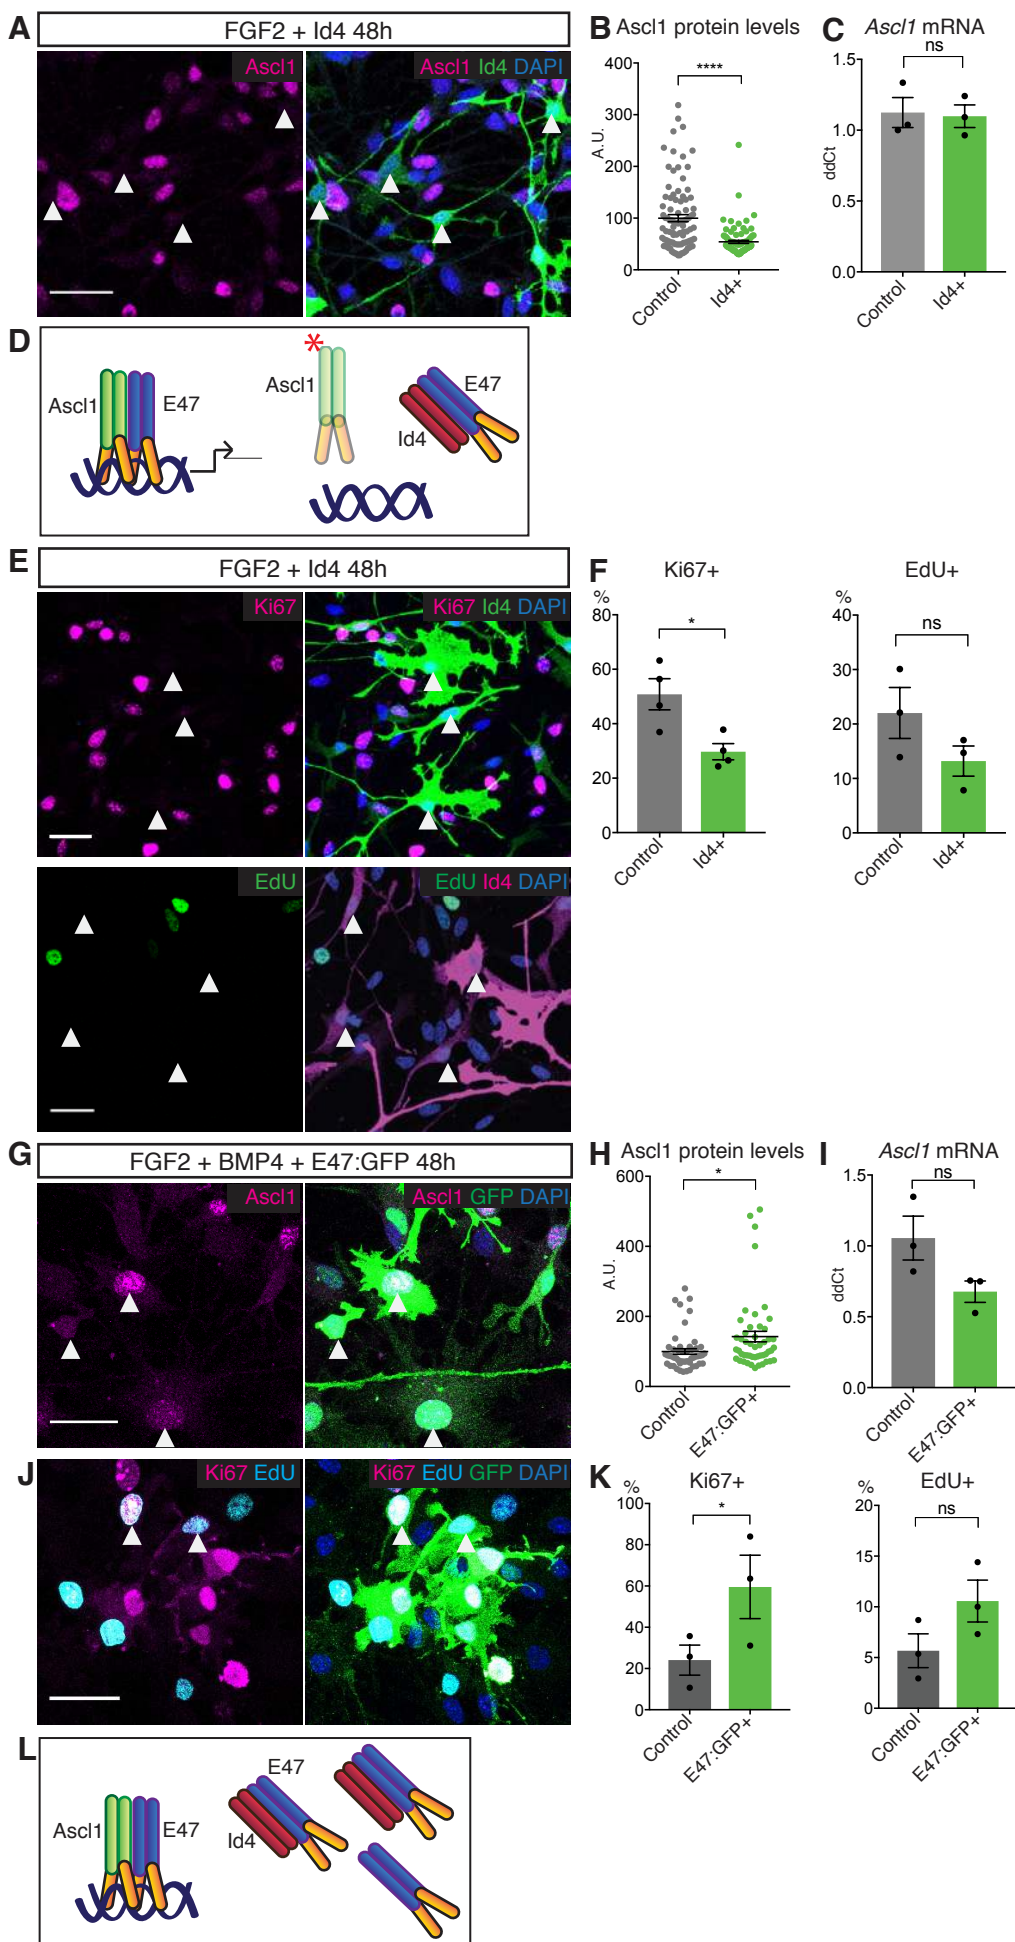 A
FGF2 + Id4 48h
Ascl1
Ascl1 Id4 DAPI
B Ascl1 protein levels
****
400
300
200
100
0
A.U.
Control
Id4+
C Ascl1 mRNA
ns
1.5
1.0
0.5
0.0
ddCt
Control
Id4+
D
Ascl1
E47
*
Ascl1
E47
Id4
E
FGF2 + Id4 48h
Ki67
Ki67 Id4 DAPI
EdU
EdU Id4 DAPI
F
Ki67+
%
80
60
40
20
0
*
Control
Id4+
EdU+
%
40
30
20
10
0
ns
Control
Id4+
G
FGF2 + BMP4 + E47:GFP 48h
Ascl1
Ascl1 GFP DAPI
H Ascl1 protein levels
*
600
400
200
0
A.U.
Control
E47:GFP+
I Ascl1 mRNA
ns
1.5
1.0
0.5
0.0
ddCt
Control
E47:GFP+
J
Ki67 EdU
Ki67 EdU GFP DAPI
K
Ki67+
%
100
80
60
40
20
0
*
Control
E47:GFP+
EdU+
%
20
15
10
5
0
ns
Control
E47:GFP+
L
Ascl1
E47
E47
Id4